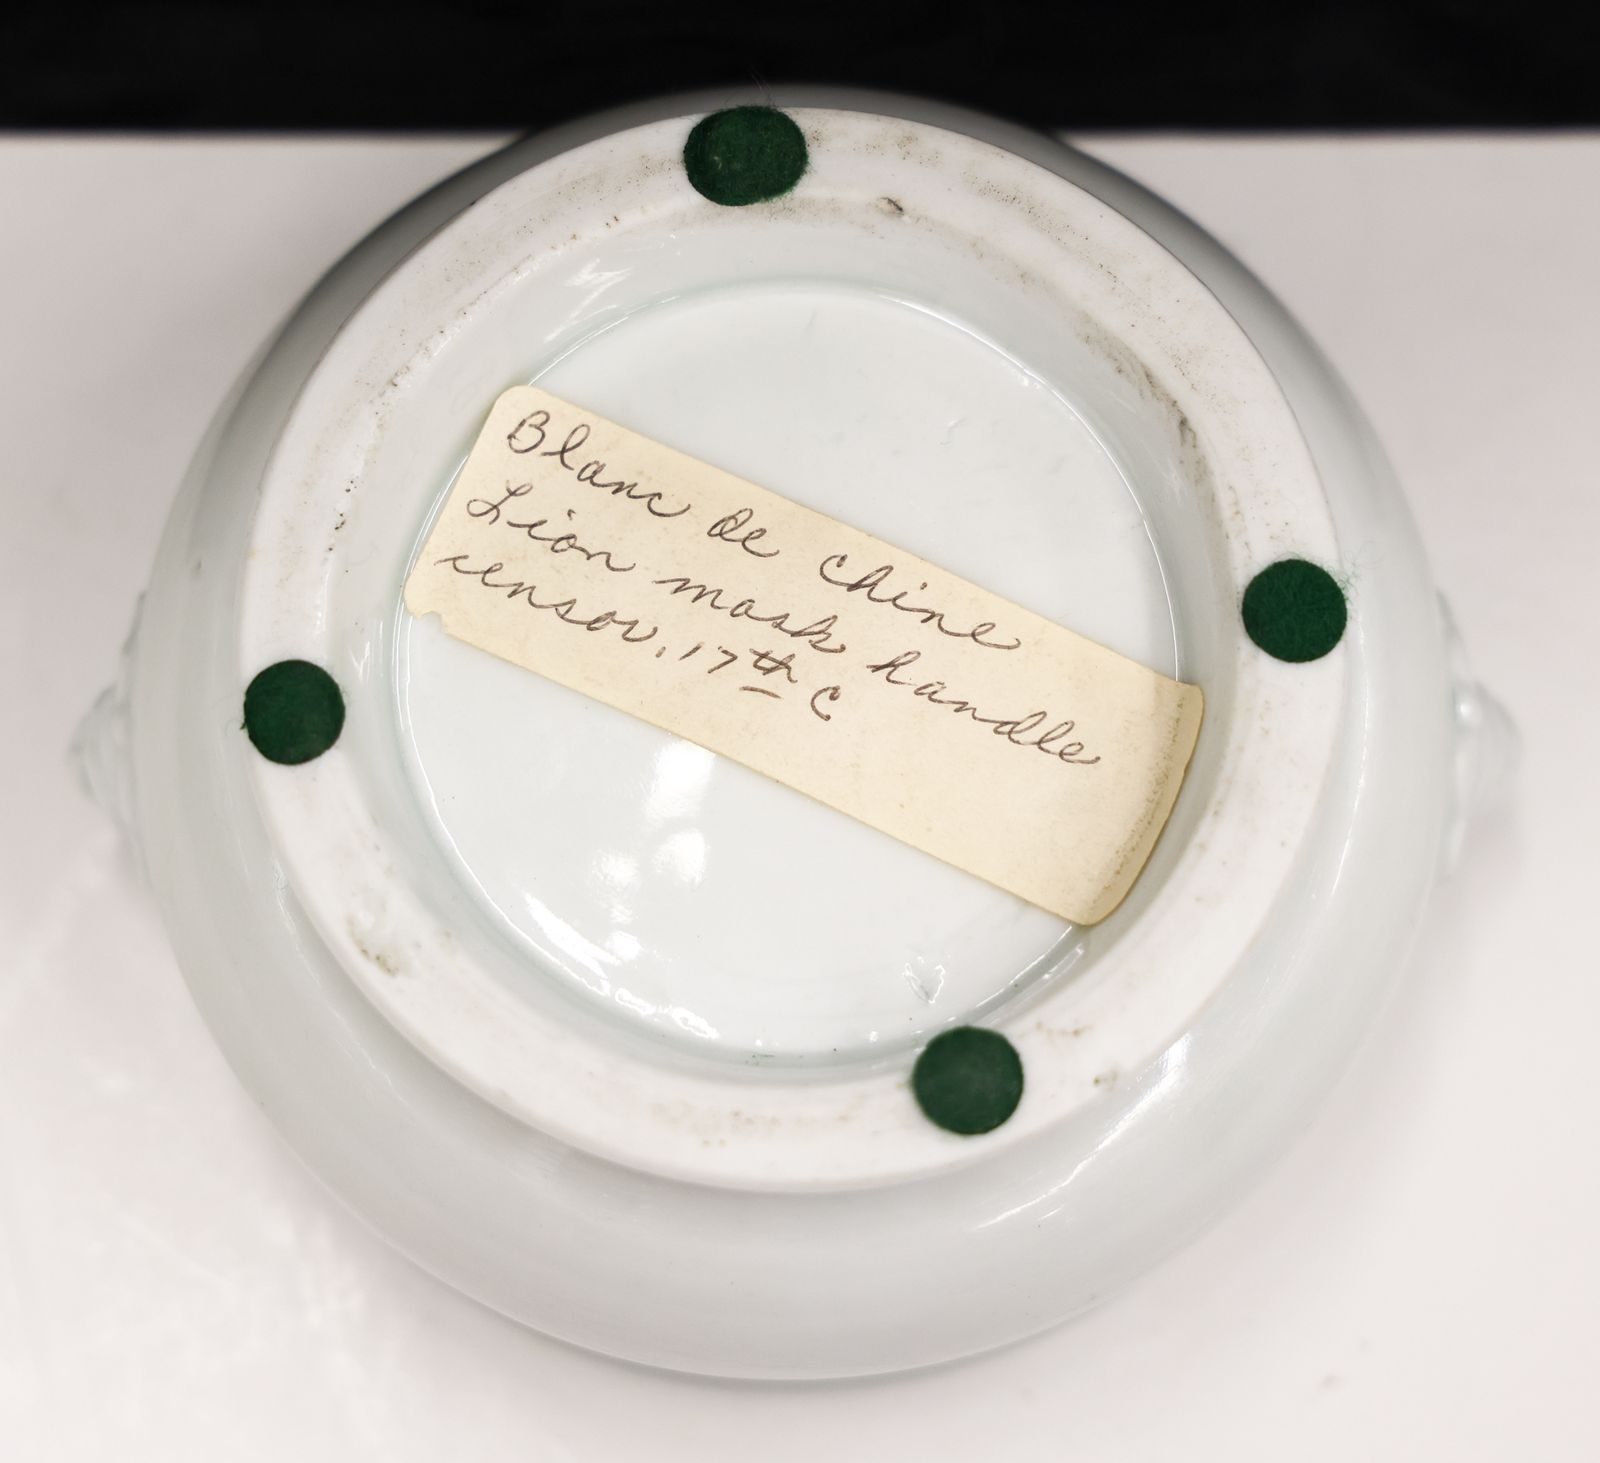 Blanc de chine
Lion mask handle
censor. 17th C